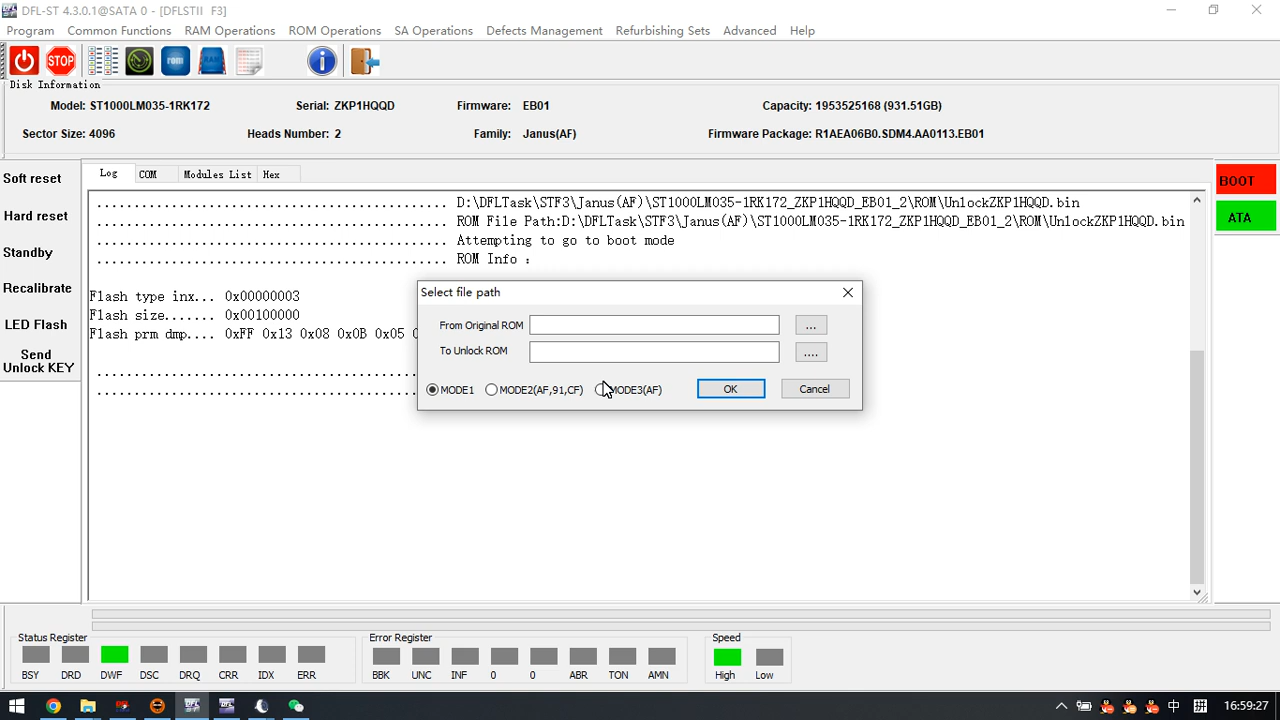 DFL-ST 4.3.0.1@SATA 0 - [DFLSTII  F3]
Program Common Functions RAM Operations ROM Operations SA Operations Defects Management Refurbishing Sets Advanced Help
STOP rom
Disk Information
Model: ST1000LM035-1RK172 Serial: ZKP1HQQD Firmware: EB01 Capacity: 1953525168 (931.51GB)
Sector Size: 4096 Heads Number: 2 Family: Janus(AF) Firmware Package: R1AEA06B0.SDM4.AA0113.EB01
Log COM Modules List Hex
Soft reset
Hard reset
Standby
Recalibrate
LED Flash
Send
Unlock KEY
BOOT
ATA
............................................ D:\DFLTask\STF3\Janus(AF)\ST1000LM035-1RK172_ZKP1HQQD_EB01_2\ROM\UnlockZKP1HQQD.bin
............................................ ROM File Path:D:\DFLTask\STF3\Janus(AF)\ST1000LM035-1RK172_ZKP1HQQD_EB01_2\ROM\UnlockZKP1HQQD.bin
............................................ Attempting to go to boot mode
............................................ ROM Info :
Flash type inx... 0x00000003
Flash size....... 0x00100000
Flash prm dmp.... 0xFF 0x13 0x08 0x0B 0x05 0
........................................
........................................
Select file path
From Original ROM ...
To Unlock ROM ....
MODE1 MODE2(AF,91,CF) MODE3(AF) OK Cancel
Status Register Error Register Speed
BSY DRD DWF DSC DRQ CRR IDX ERR BBK UNC INF 0 0 ABR TON AMN High Low
中 拼 16:59:27